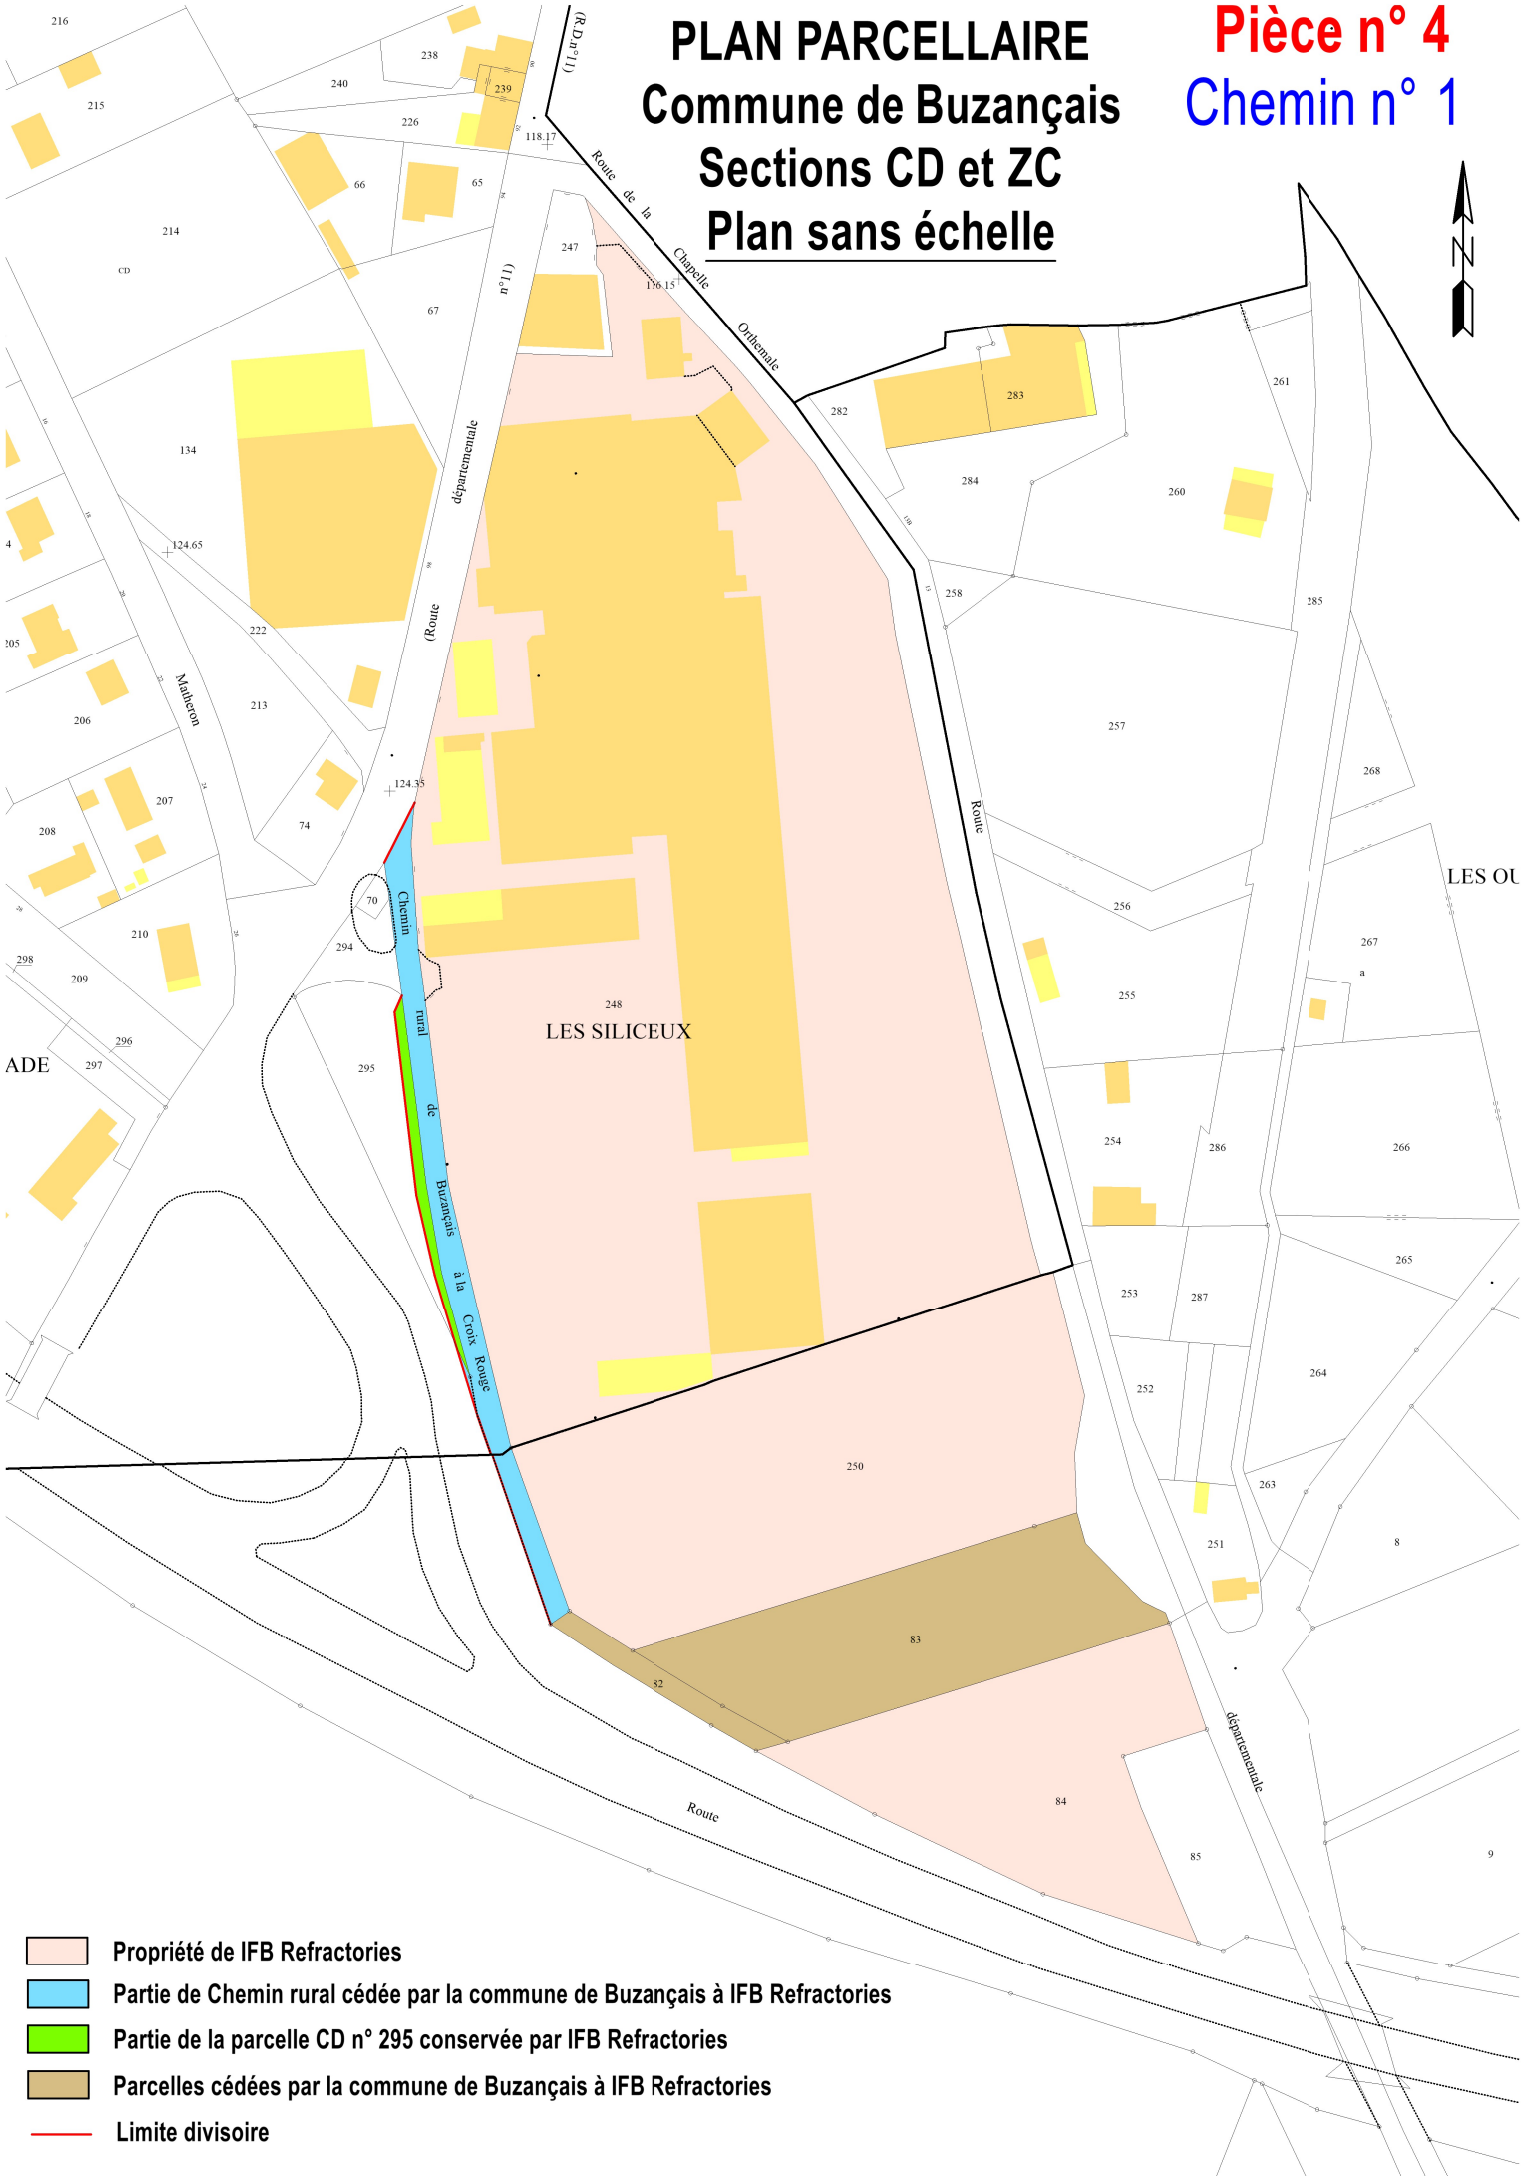 PLAN PARCELLAIRE
Commune de Buzançais
Sections CD et ZC
Plan sans échelle
Pièce n° 4
Chemin n° 1
(R.D.n°11)
216
215
238
240
239
226
118.17
66
65
214
CD
247
67
n°11)
Route de la Chapelle Orthemale
116.15
282
283
261
134
départementale
284
260
124.65
222
(Route
258
285
205
206
Matheron
213
257
268
124.35
207
208
74
Route
LES OU
70
Chemin
256
210
294
298
209
267
a
255
248
LES SILICEUX
rural
296
297
ADE
295
de
254
286
266
Buzançais
à la
Croix
Rouge
265
253
287
252
264
250
263
251
8
83
82
départementale
84
Route
85
9
Propriété de IFB Refractories
Partie de Chemin rural cédée par la commune de Buzançais à IFB Refractories
Partie de la parcelle CD n° 295 conservée par IFB Refractories
Parcelles cédées par la commune de Buzançais à IFB Refractories
Limite divisoire